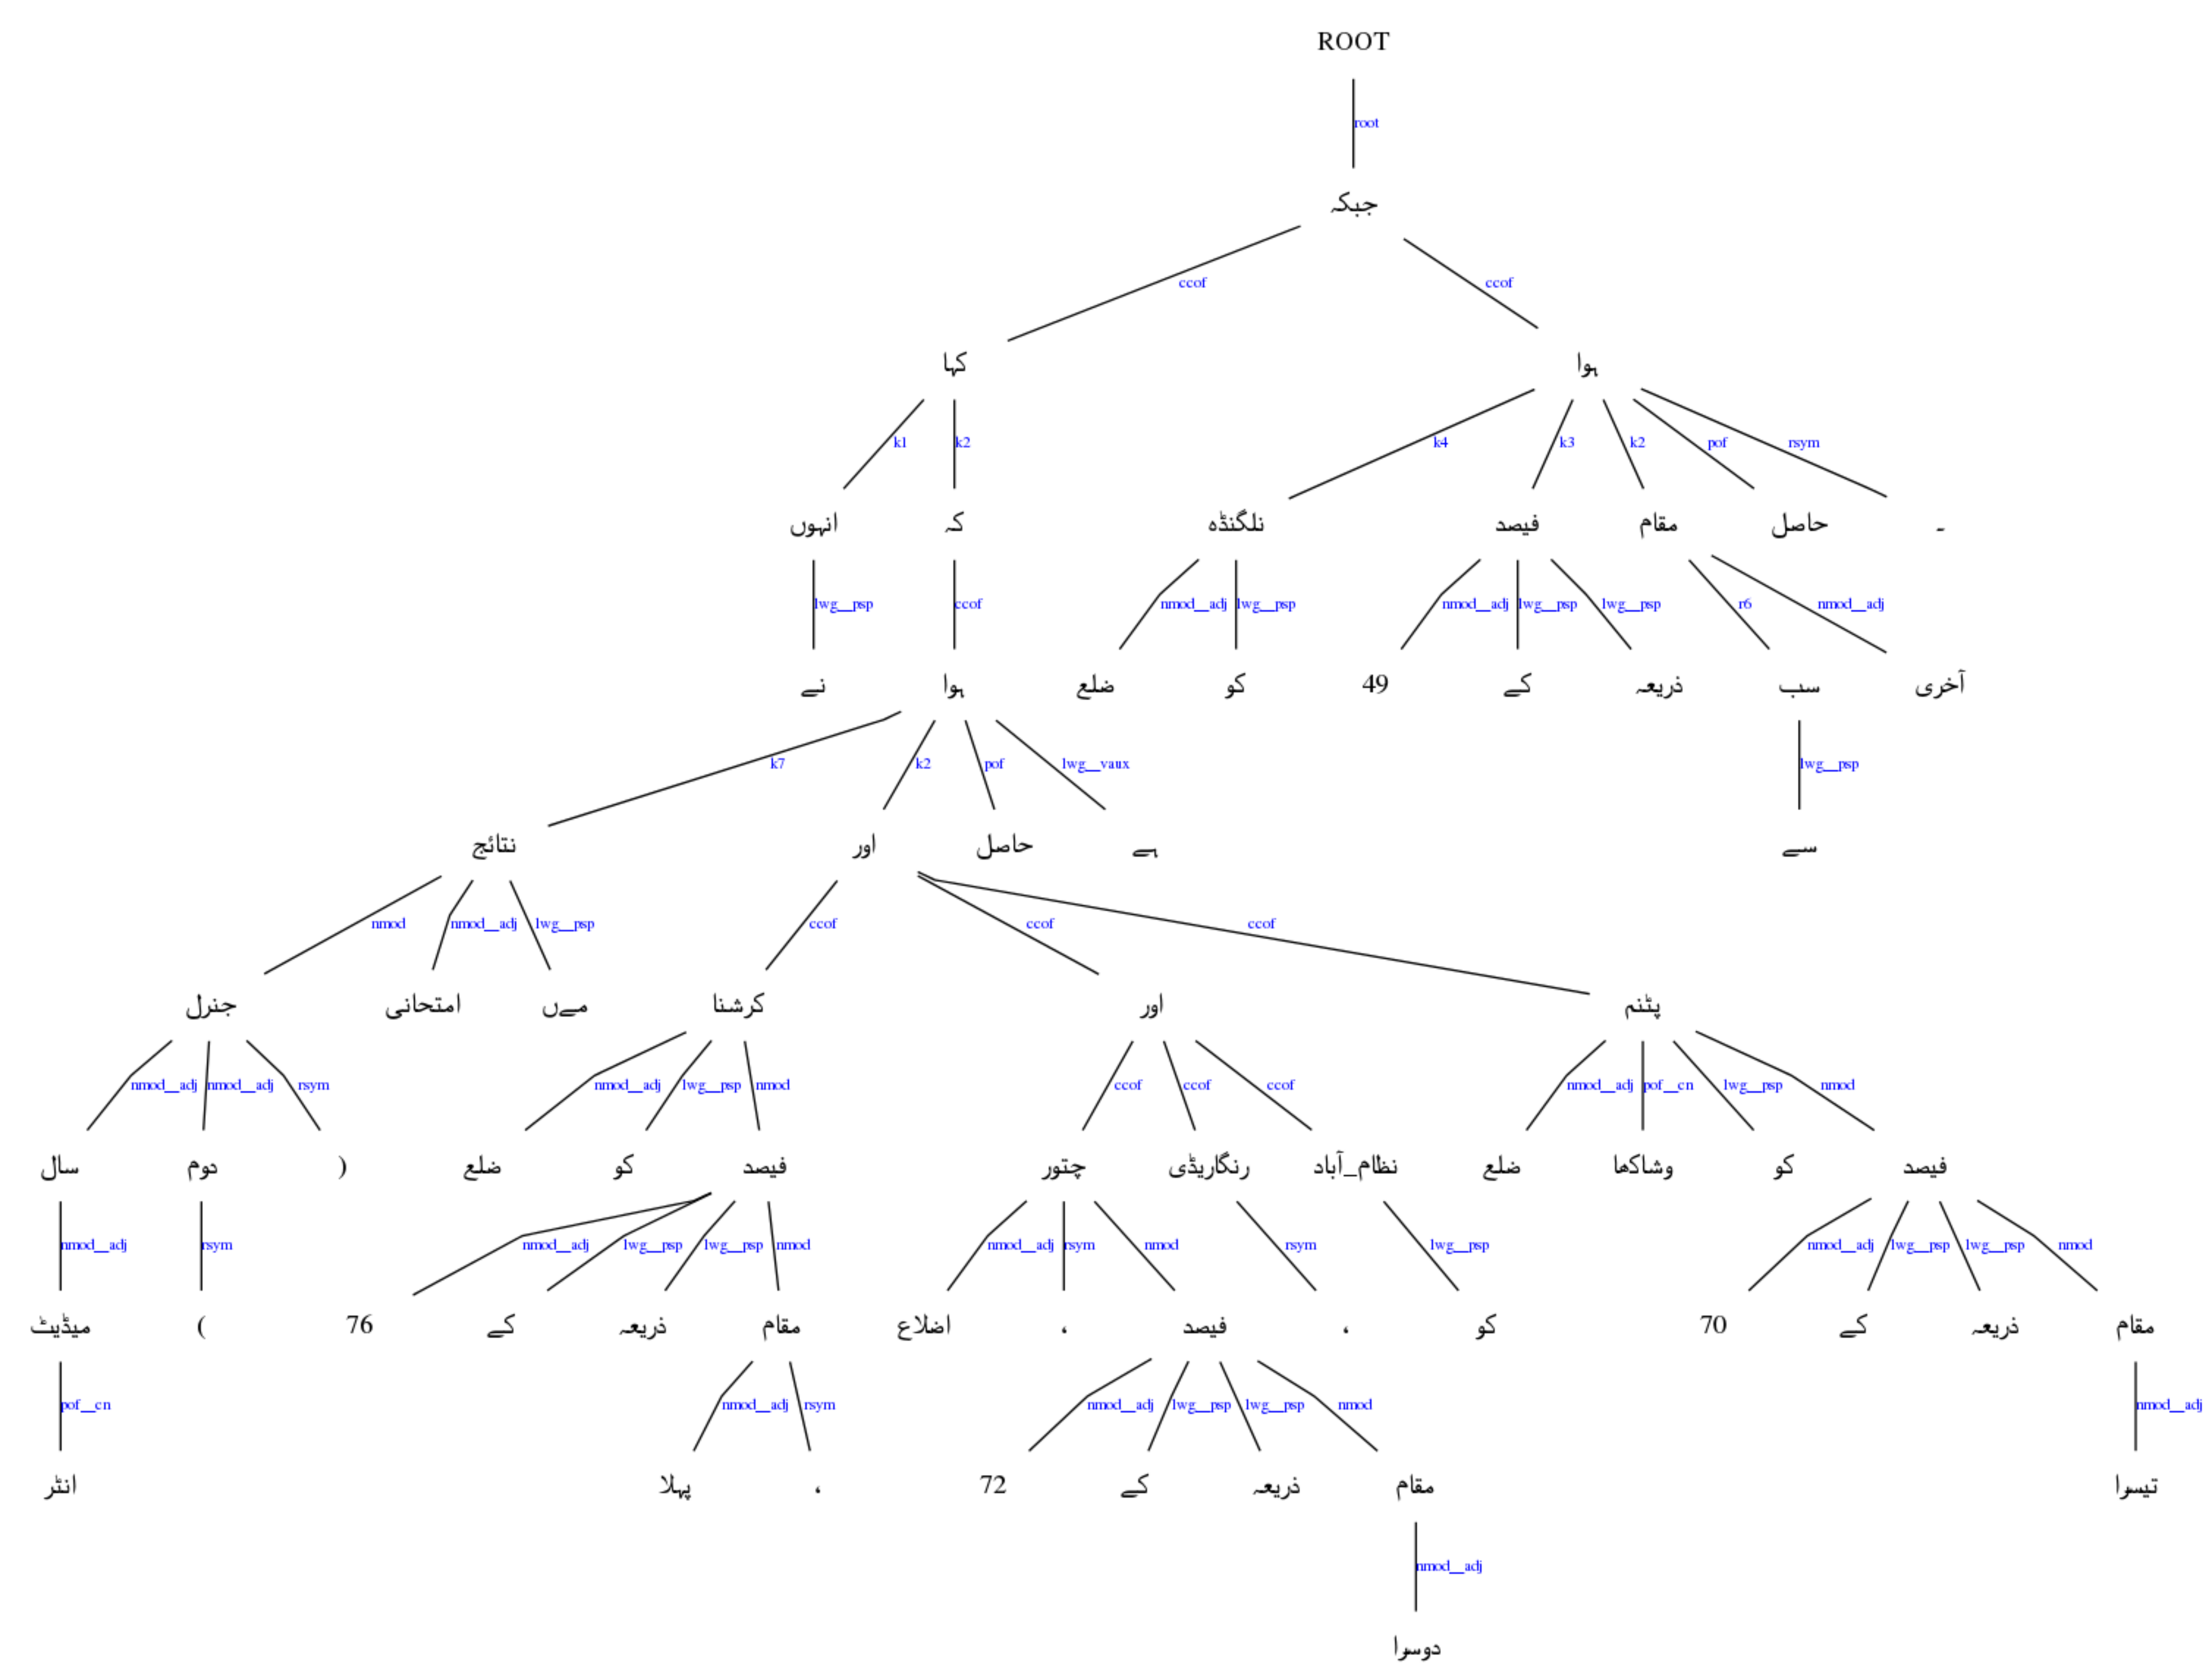 ROOT
root
جبکہ
ccof ccof
کہا ہوا
k1 k2 k4 k3 k2 pof rsym
انہوں کہ نلگنڈہ فیصد مقام حاصل ۔
lwg__psp ccof nmod__adj lwg__psp nmod__adj lwg__psp lwg__psp r6 nmod__adj
نے ہوا ضلع کو 49 کے ذریعہ سب آخری
k7 k2 pof lwg__vaux lwg__psp
نتائج اور حاصل ہے سے
nmod nmod__adj lwg__psp ccof ccof ccof
جنرل امتحانی مےں کرشنا اور پٹنم
nmod__adj nmod__adj rsym nmod__adj lwg__psp nmod ccof ccof ccof nmod__adj pof__cn lwg__psp nmod
سال دوم ) ضلع کو فیصد چتور رنگاریڈی نظام_آباد ضلع وشاکھا کو فیصد
nmod__adj rsym nmod__adj lwg__psp lwg__psp nmod nmod__adj rsym nmod rsym lwg__psp nmod__adj lwg__psp lwg__psp nmod
میڈیٹ ( 76 کے ذریعہ مقام اضلاع ، فیصد ، کو 70 کے ذریعہ مقام
pof__cn nmod__adj rsym nmod__adj lwg__psp lwg__psp nmod nmod__adj
انٹر پہلا ، 72 کے ذریعہ مقام تیسرا
nmod__adj
دوسرا